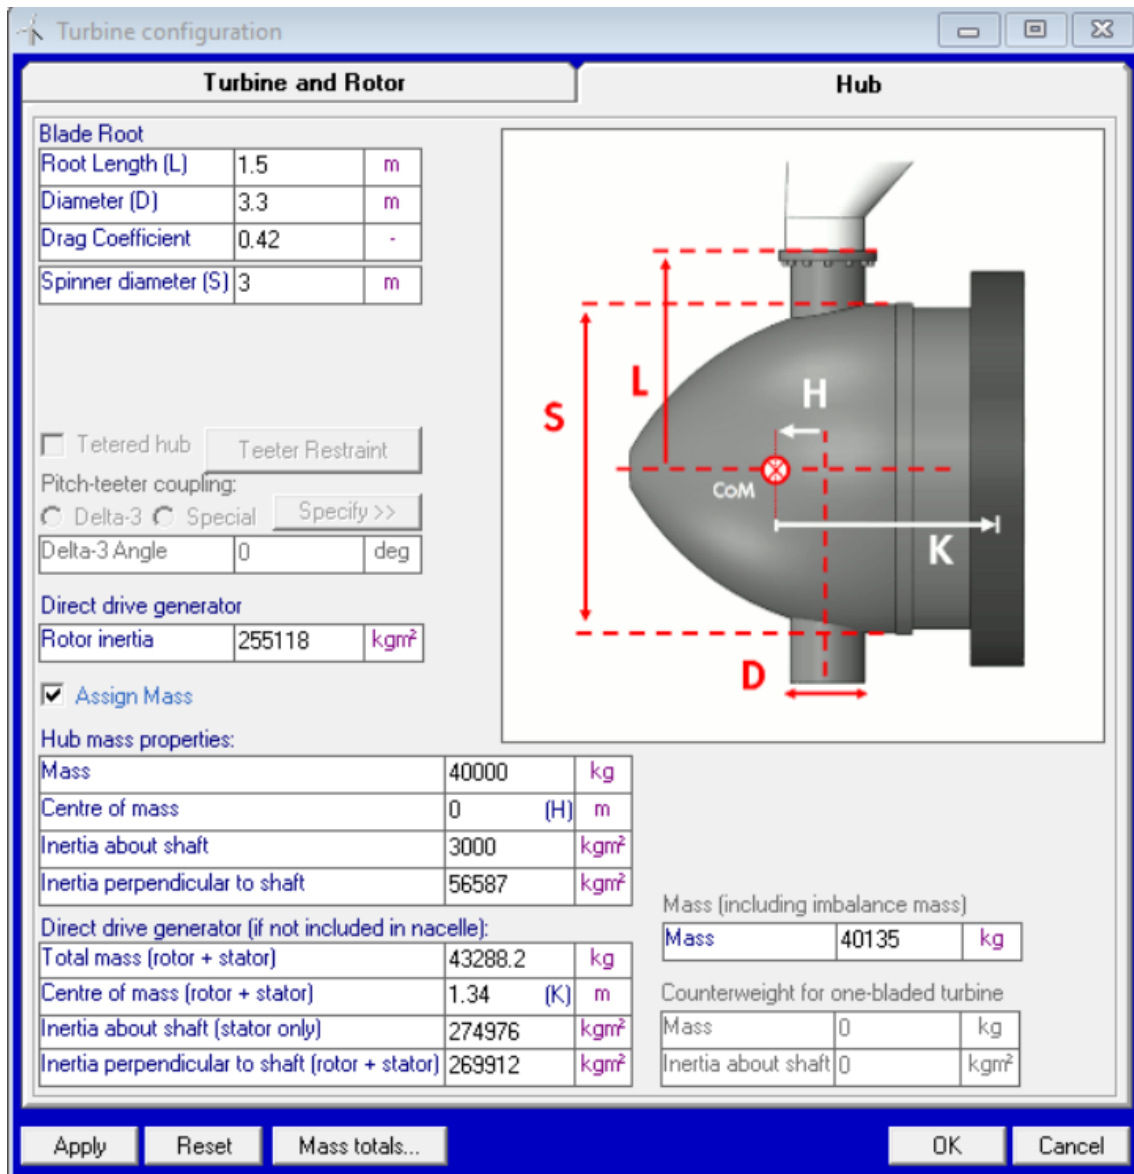 Turbine configuration
Turbine and Rotor
Hub
Blade Root
Root Length (L) 1.5 m
Diameter (D) 3.3 m
Drag Coefficient 0.42 -
Spinner diameter (S) 3 m
Tetered hub Teeter Restraint
Pitch-teeter coupling:
Delta-3 Special Specify >>
Delta-3 Angle 0 deg
Direct drive generator
Rotor inertia 255118 kgm²
Assign Mass
S
L
H
CoM
K
D
Hub mass properties:
Mass 40000 kg
Centre of mass 0 (H) m
Inertia about shaft 3000 kgm²
Inertia perpendicular to shaft 56587 kgm²
Direct drive generator (if not included in nacelle):
Total mass (rotor + stator) 43288.2 kg
Centre of mass (rotor + stator) 1.34 (K) m
Inertia about shaft (stator only) 274976 kgm²
Inertia perpendicular to shaft (rotor + stator) 269912 kgm²
Mass (including imbalance mass)
Mass 40135 kg
Counterweight for one-bladed turbine
Mass 0 kg
Inertia about shaft 0 kgm²
Apply Reset Mass totals... OK Cancel